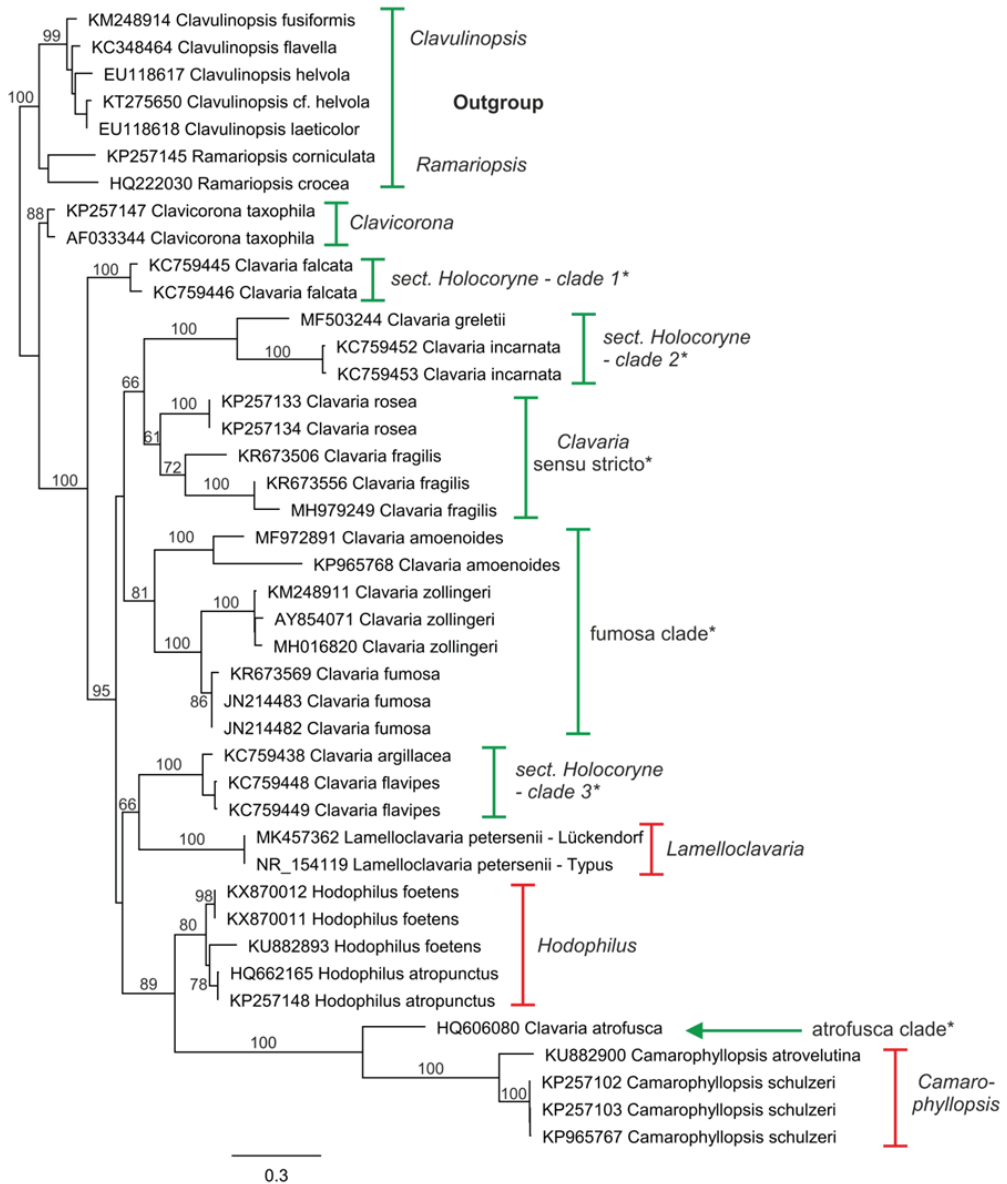 KM248914 Clavulinopsis fusiformis
99
Clavulinopsis
KC348464 Clavulinopsis flavella
EU118617 Clavulinopsis helvola
100
KT275650 Clavulinopsis cf. helvola
Outgroup
EU118618 Clavulinopsis laeticolor
KP257145 Ramariopsis corniculata
Ramariopsis
HQ222030 Ramariopsis crocea
88
KP257147 Clavicorona taxophila
Clavicorona
AF033344 Clavicorona taxophila
100
KC759445 Clavaria falcata
sect. Holocoryne - clade 1*
KC759446 Clavaria falcata
100
MF503244 Clavaria greletii
sect. Holocoryne
- clade 2*
100
KC759452 Clavaria incarnata
KC759453 Clavaria incarnata
66
100
KP257133 Clavaria rosea
KP257134 Clavaria rosea
61
Clavaria
sensu stricto*
72
KR673506 Clavaria fragilis
100
100
KR673556 Clavaria fragilis
MH979249 Clavaria fragilis
100
MF972891 Clavaria amoenoides
KP965768 Clavaria amoenoides
81
100
KM248911 Clavaria zollingeri
AY854071 Clavaria zollingeri
fumosa clade*
100
MH016820 Clavaria zollingeri
KR673569 Clavaria fumosa
95
86
JN214483 Clavaria fumosa
JN214482 Clavaria fumosa
100
KC759438 Clavaria argillacea
sect. Holocoryne
- clade 3*
KC759448 Clavaria flavipes
66
KC759449 Clavaria flavipes
100
MK457362 Lamelloclavaria petersenii - Lückendorf
Lamelloclavaria
NR_154119 Lamelloclavaria petersenii - Typus
98
KX870012 Hodophilus foetens
KX870011 Hodophilus foetens
80
KU882893 Hodophilus foetens
Hodophilus
78
HQ662165 Hodophilus atropunctus
89
KP257148 Hodophilus atropunctus
HQ606080 Clavaria atrofusca
atrofusca clade*
100
100
KU882900 Camarophyllopsis atrovelutina
100
KP257102 Camarophyllopsis schulzeri
Camaro-
phyllopsis
KP257103 Camarophyllopsis schulzeri
KP965767 Camarophyllopsis schulzeri
0.3